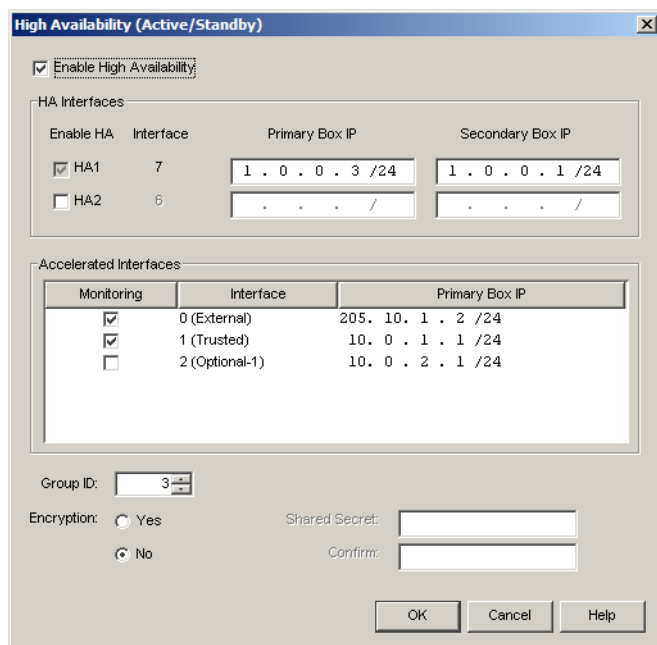 High Availability (Active/Standby)
Enable High Availability
HA Interfaces
Enable HA Interface Primary Box IP Secondary Box IP
HA1 7 1 . 0 . 0 . 3 /24 1 . 0 . 0 . 1 /24
HA2 6 . . . / . . . /
Accelerated Interfaces
Monitoring Interface Primary Box IP
0 (External) 205. 10. 1 . 2 /24
1 (Trusted) 10. 0 . 1 . 1 /24
2 (Optional-1) 10. 0 . 2 . 1 /24
Group ID: 3
Encryption: Yes Shared Secret:
No Confirm:
OK Cancel Help